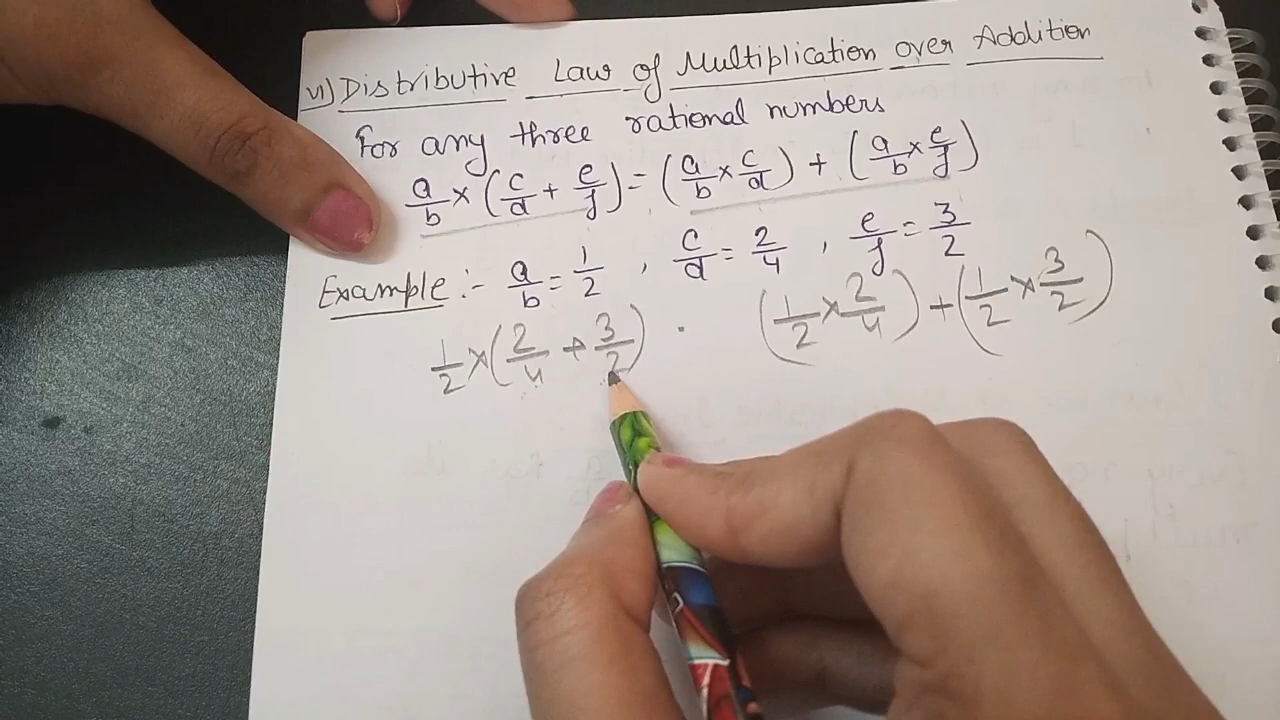 vi) Distributive Law of Multiplication over Addition
For any three rational numbers
a/b × (c/d + e/f) = (a/b × c/d) + (a/b × e/f)
Example :- a/b = 1/2 , c/d = 2/4 , e/f = 3/2
1/2 × (2/4 + 3/2) . (1/2 × 2/4) + (1/2 × 3/2)